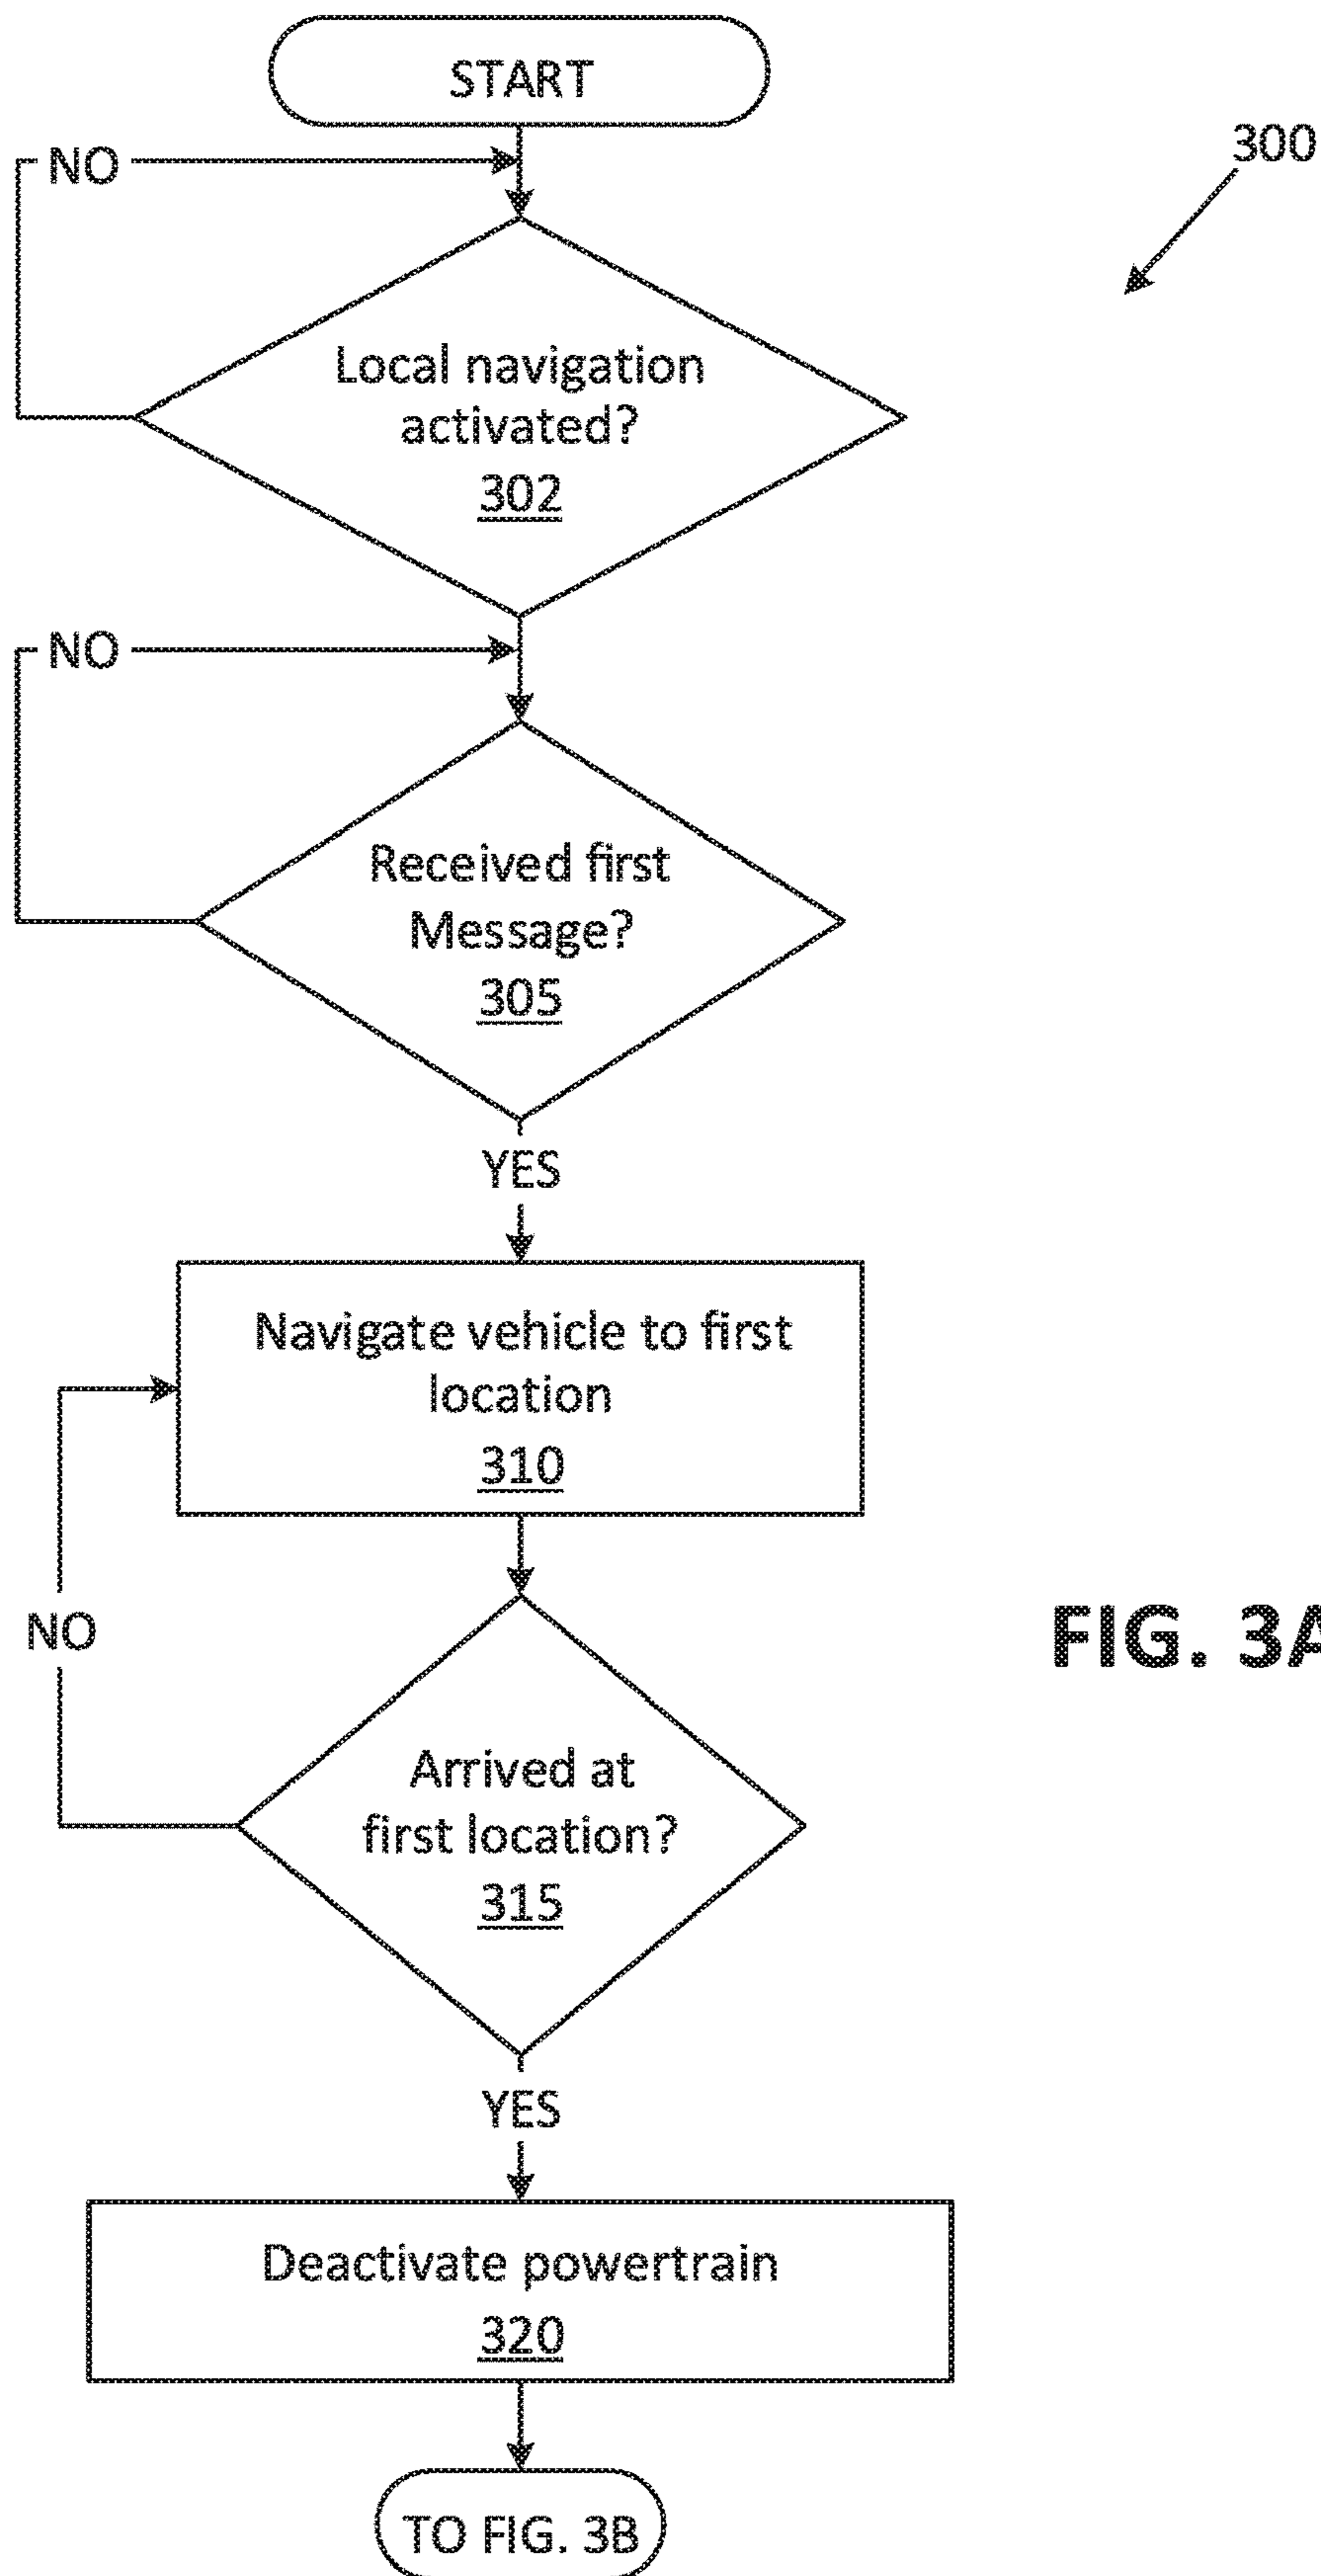 START
NO
300
Local navigation
activated?
302
NO
Received first
Message?
305
YES
Navigate vehicle to first
location
310
NO
FIG. 3A
Arrived at
first location?
315
YES
Deactivate powertrain
320
TO FIG. 3B